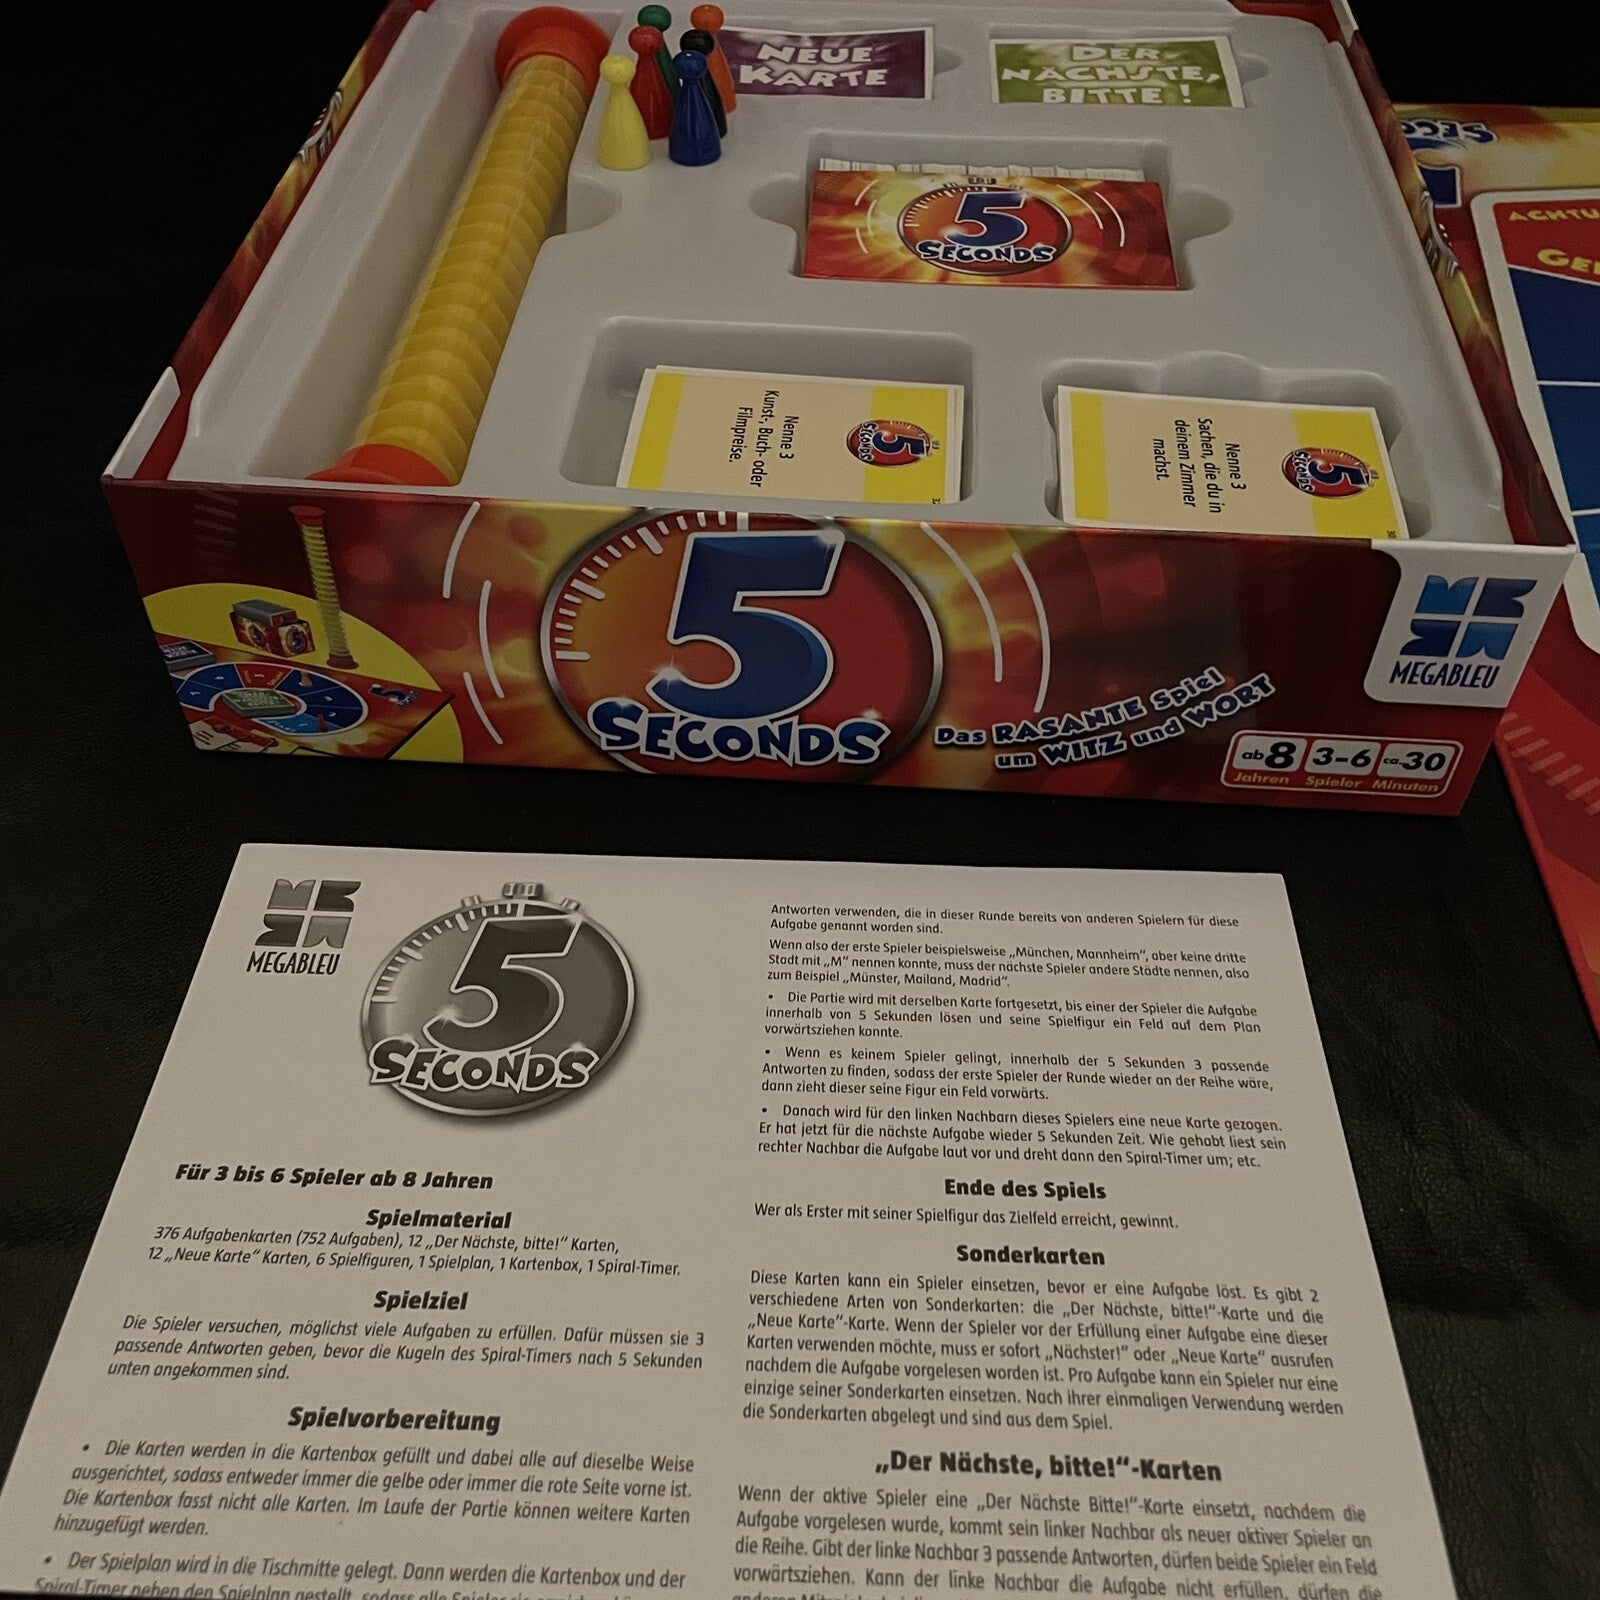 NEUE
KARTE
DER
NÄCHSTE,
BITTE!
5
SECONDS
Nenne 3
Kunst-, Buch- oder
Filmpreise.
5
SECONDS
Nenne 3
Sachen, die du in
deinem Zimmer
machst.
5
SECONDS
5
SECONDS
Das RASANTE Spiel
um WITZ und WORT
MEGABLEU
ab 8 Jahren
3-6 Spieler
ca. 30 Minuten
SECONDS
MEGABLEU
5
SECONDS
Für 3 bis 6 Spieler ab 8 Jahren
Spielmaterial
376 Aufgabenkarten (752 Aufgaben), 12 „Der Nächste, bitte!“ Karten,
12 „Neue Karte“ Karten, 6 Spielfiguren, 1 Spielplan, 1 Kartenbox, 1 Spiral-Timer.
Spielziel
Die Spieler versuchen, möglichst viele Aufgaben zu erfüllen. Dafür müssen sie 3
passende Antworten geben, bevor die Kugeln des Spiral-Timers nach 5 Sekunden
unten angekommen sind.
Spielvorbereitung
• Die Karten werden in die Kartenbox gefüllt und dabei alle auf dieselbe Weise
ausgerichtet, sodass entweder immer die gelbe oder immer die rote Seite vorne ist.
Die Kartenbox fasst nicht alle Karten. Im Laufe der Partie können weitere Karten
hinzugefügt werden.
• Der Spielplan wird in die Tischmitte gelegt. Dann werden die Kartenbox und der
Spiral-Timer neben den Spielplan gestellt, sodass alle Spieler sie
Antworten verwenden, die in dieser Runde bereits von anderen Spielern für diese
Aufgabe genannt worden sind.
Wenn also der erste Spieler beispielsweise „München, Mannheim“, aber keine dritte
Stadt mit „M“ nennen konnte, muss der nächste Spieler andere Städte nennen, also
zum Beispiel „Münster, Mailand, Madrid“.
• Die Partie wird mit derselben Karte fortgesetzt, bis einer der Spieler die Aufgabe
innerhalb von 5 Sekunden lösen und seine Spielfigur ein Feld auf dem Plan
vorwärtsziehen konnte.
• Wenn es keinem Spieler gelingt, innerhalb der 5 Sekunden 3 passende
Antworten zu finden, sodass der erste Spieler der Runde wieder an der Reihe wäre,
dann zieht dieser seine Figur ein Feld vorwärts.
• Danach wird für den linken Nachbarn dieses Spielers eine neue Karte gezogen.
Er hat jetzt für die nächste Aufgabe wieder 5 Sekunden Zeit. Wie gehabt liest sein
rechter Nachbar die Aufgabe laut vor und dreht dann den Spiral-Timer um; etc.
Ende des Spiels
Wer als Erster mit seiner Spielfigur das Zielfeld erreicht, gewinnt.
Sonderkarten
Diese Karten kann ein Spieler einsetzen, bevor er eine Aufgabe löst. Es gibt 2
verschiedene Arten von Sonderkarten: die „Der Nächste, bitte!“-Karte und die
„Neue Karte“-Karte. Wenn der Spieler vor der Erfüllung einer Aufgabe eine dieser
Karten verwenden möchte, muss er sofort „Nächster!“ oder „Neue Karte“ ausrufen
nachdem die Aufgabe vorgelesen worden ist. Pro Aufgabe kann ein Spieler nur eine
einzige seiner Sonderkarten einsetzen. Nach ihrer einmaligen Verwendung werden
die Sonderkarten abgelegt und sind aus dem Spiel.
„Der Nächste, bitte!“-Karten
Wenn der aktive Spieler eine „Der Nächste Bitte!“-Karte einsetzt, nachdem die
Aufgabe vorgelesen wurde, kommt sein linker Nachbar als neuer aktiver Spieler an
die Reihe. Gibt der linke Nachbar 3 passende Antworten, dürfen beide Spieler ein Feld
vorwärtsziehen. Kann der linke Nachbar die Aufgabe nicht erfüllen, dürfen die